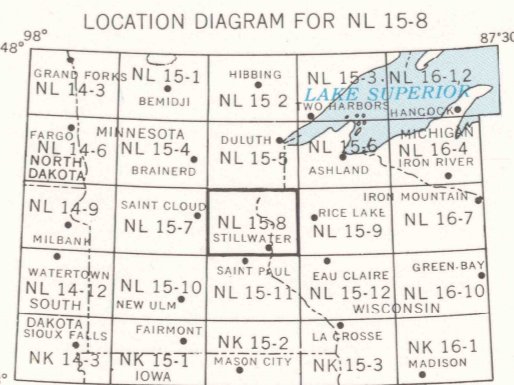 LOCATION DIAGRAM FOR NL 15-8
48° 98°
87°30
GRAND FORKS NL 15-1 HIBBING NL 15-3 NL 16-1,2
NL 14-3 BEMIDJI NL 15 2 LAKE SUPERIOR
TWO HARBORS HANCOCK
FARGO MINNESOTA DULUTH NL 15-6 MICHIGAN
NL 14-6 NL 15-4 NL 15-5 NL 16-4
NORTH DAKOTA BRAINERD ASHLAND IRON RIVER
IRON MOUNTAIN
NL 14-9 SAINT CLOUD NL 15-8 RICE LAKE NL 16-7
MILBANK NL 15-7 STILLWATER NL 15-9
WATERTOWN SAINT PAUL EAU CLAIRE GREEN BAY
NL 14-12 NL 15-10 NL 15-11 NL 15-12 NL 16-10
SOUTH NEW ULM WISCONSIN
DAKOTA FAIRMONT LA CROSSE
SIOUX FALLS NK 15-2 NK 16-1
NK 14-3 NK 15-1 MASON CITY NK 15-3 MADISON
IOWA